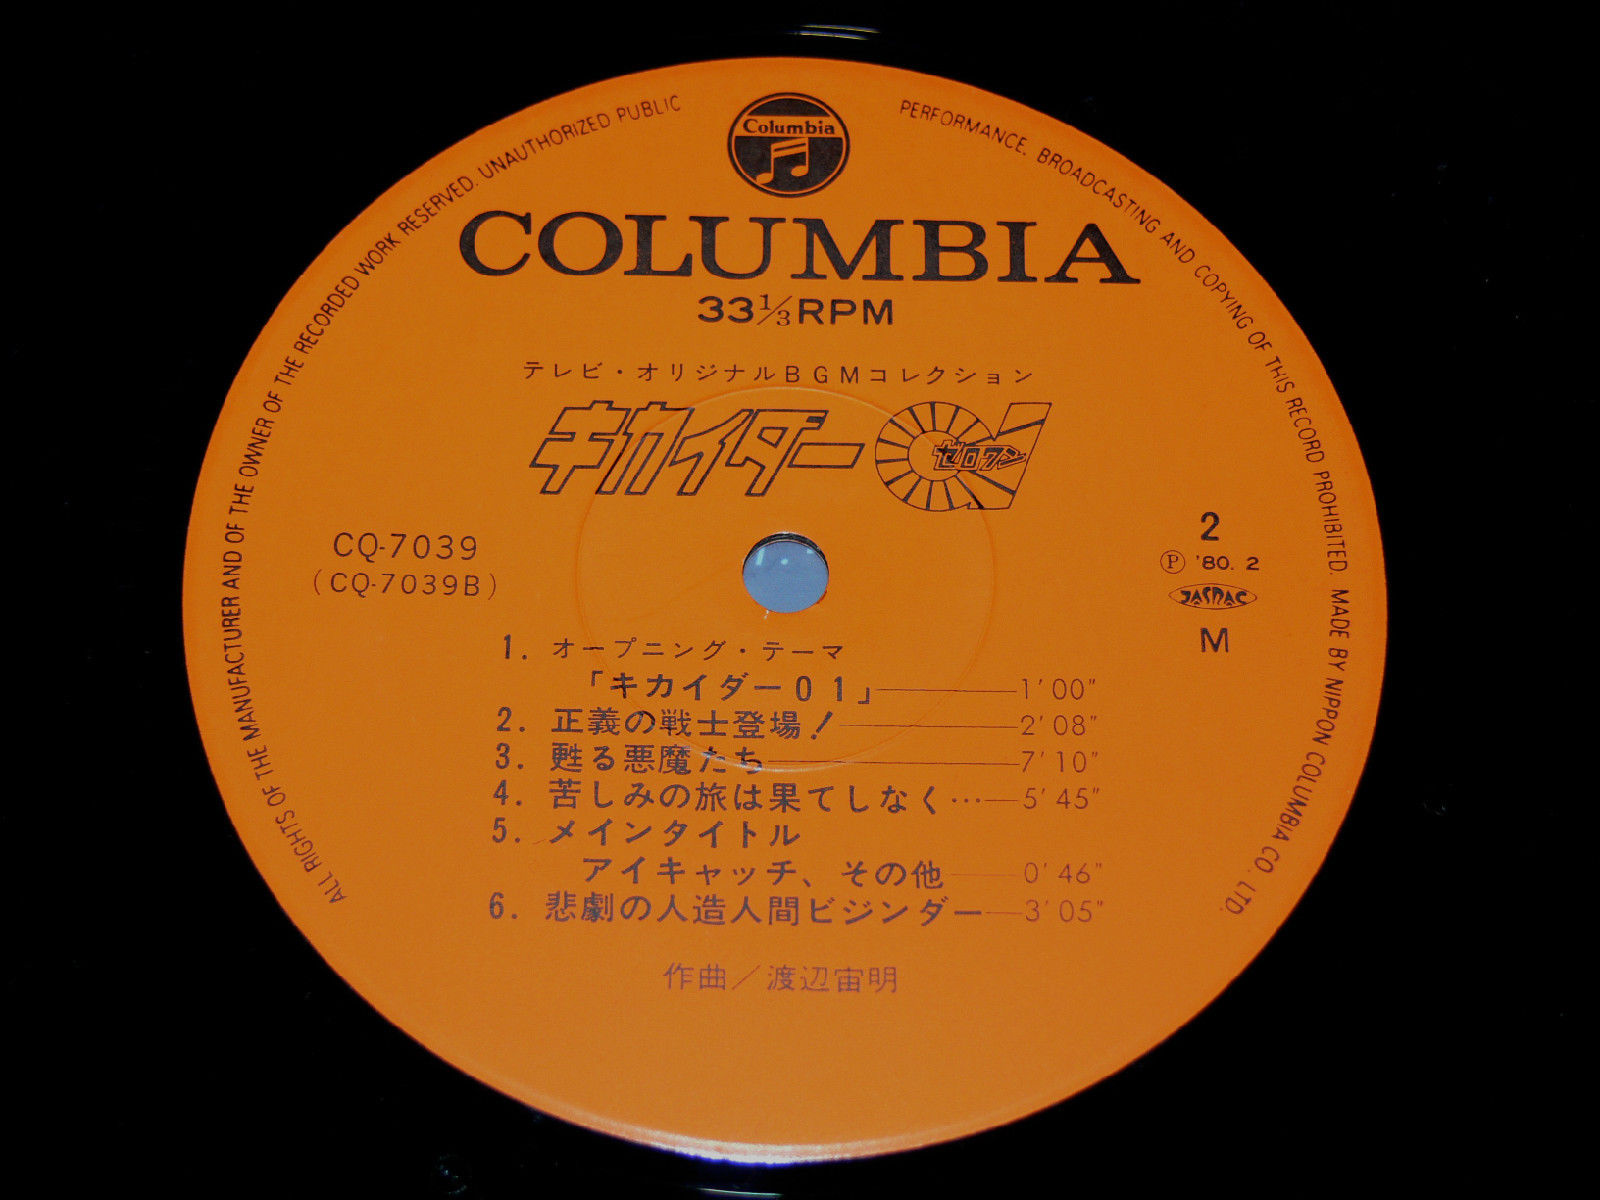 ALL RIGHTS OF THE MANUFACTURER AND OF THE OWNER OF THE RECORDED WORK RESERVED. UNAUTHORIZED PUBLIC PERFORMANCE. BROADCASTING AND COPYING OF THIS RECORD PROHIBITED. MADE BY NIPPON COLUMBIA CO., LTD.
Columbia
COLUMBIA
33 1/3 RPM
テレビ・オリジナルBGMコレクション
キカイダー01
ゼロワン
CQ-7039
(CQ-7039B)
2
Ⓟ '80. 2
JASRAC
M
1. オープニング・テーマ
「キカイダー01」 1'00"
2. 正義の戦士登場! 2'08"
3. 甦る悪魔たち 7'10"
4. 苦しみの旅は果てしなく… 5'45"
5. メインタイトル
アイキャッチ、その他 0'46"
6. 悲劇の人造人間ビジンダー 3'05"
作曲/渡辺宙明